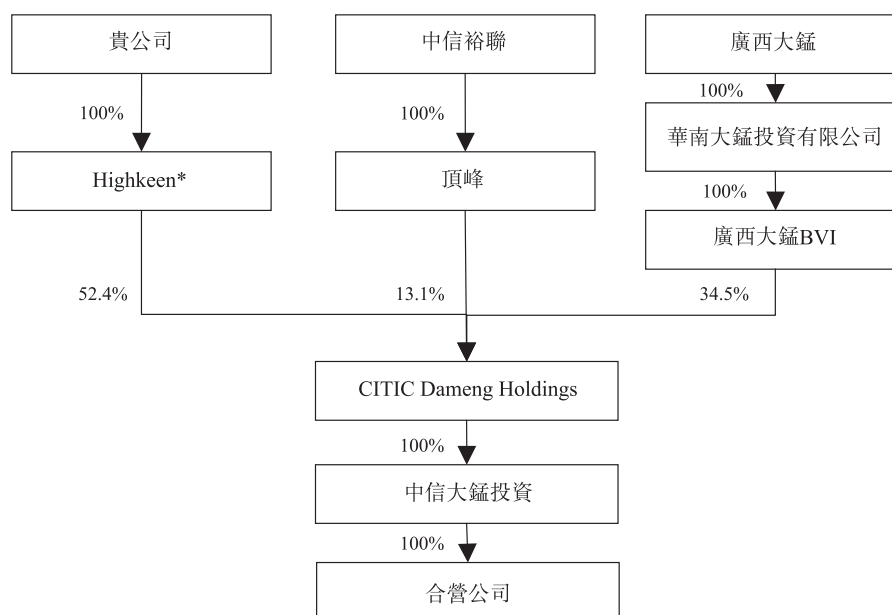 貴公司
中信裕聯
廣西大錳
100%
100%
100%
華南大錳投資有限公司
Highkeen*
頂峰
100%
廣西大錳BVI
52.4%
13.1%
34.5%
CITIC Dameng Holdings
100%
中信大錳投資
100%
合營公司